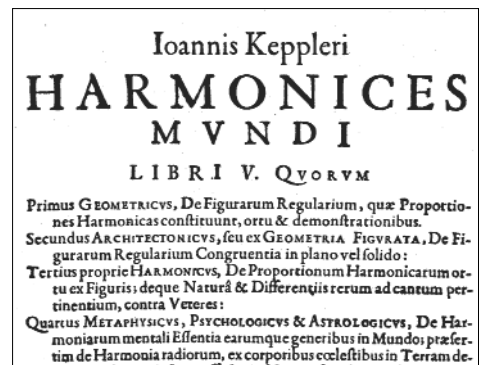 Ioannis Keppleri
HARMONICES
MVNDI
LIBRI V. QVORVM
Primus GEOMETRICVS, De Figurarum Regularium, quæ Proportio-
nes Harmonicas conſtituunt, ortu & demonſtrationibus.
Secundus ARCHITECTONICVS, ſeu ex GEOMETRIA FIGVRATA, De Fi-
gurarum Regularium Congruentia in plano vel ſolido:
Tertius proprie HARMONICVS, De Proportionum Harmonicarum or-
tu ex Figuris; deque Naturâ & Differentiis rerum ad cantum per-
tinentium, contra Veteres:
Quartus METAPHYSICVS, PSYCHOLOGICVS & ASTROLOGICVS, De Har-
moniarum mentali Eſſentia earumque generibus in Mundo; præſer-
tim de Harmonia radiorum, ex corporibus cœleſtibus in Terram de-